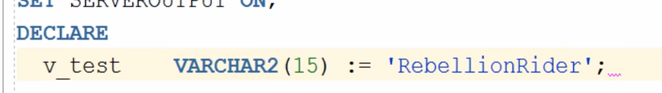 SET SERVEROUTPUT ON;
DECLARE
v_test VARCHAR2(15) := 'RebellionRider';